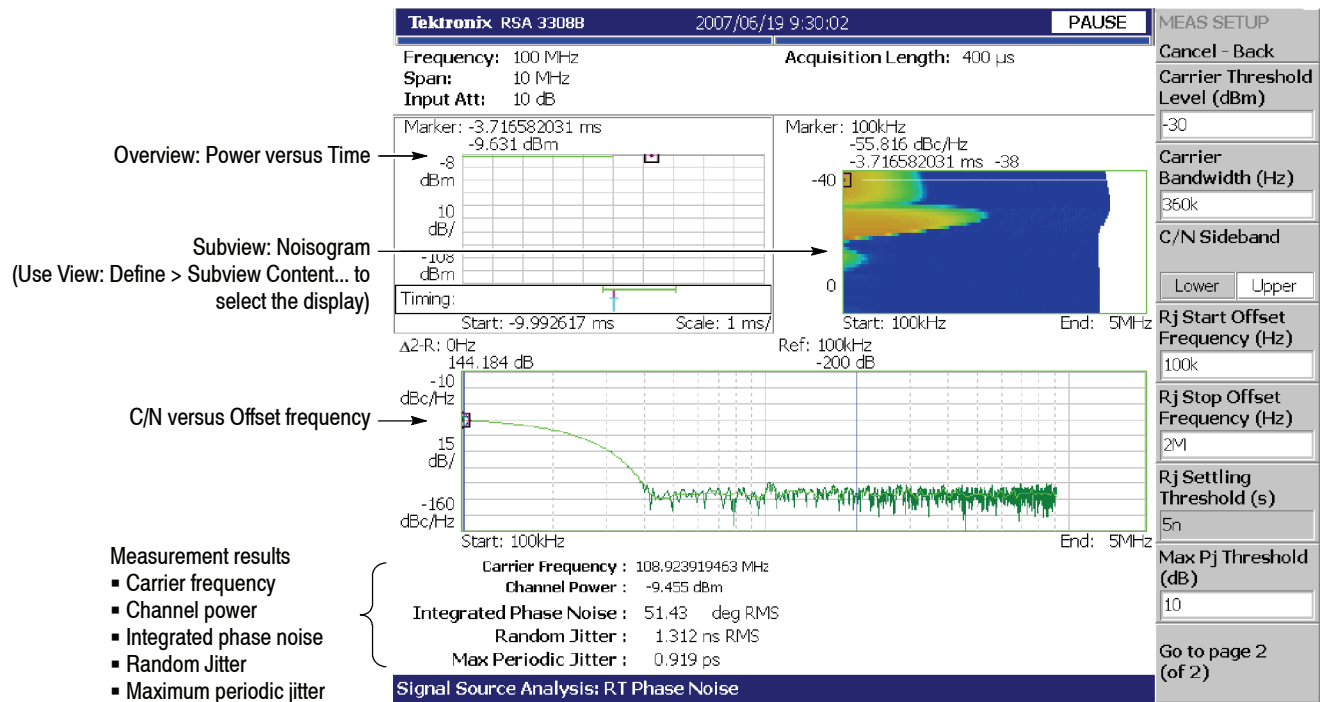 Tektronix RSA 3308B 2007/06/19 9:30:02 PAUSE
Frequency: 100 MHz
Span: 10 MHz
Input Att: 10 dB
Acquisition Length: 400 µs
Overview: Power versus Time
Marker: -3.716582031 ms
-9.631 dBm
-8
dBm
10
dB/
-108
dBm
Timing:
Start: -9.992617 ms Scale: 1 ms/
Subview: Noisogram
(Use View: Define > Subview Content... to
select the display)
Marker: 100kHz
-55.816 dBc/Hz
-3.716582031 ms -38
-40
0
Start: 100kHz End: 5MHz
C/N versus Offset frequency
Δ2-R: 0Hz
144.184 dB
Ref: 100kHz
-200 dB
-10
dBc/Hz
15
dB/
-160
dBc/Hz
Start: 100kHz End: 5MHz
Measurement results
▪ Carrier frequency
▪ Channel power
▪ Integrated phase noise
▪ Random Jitter
▪ Maximum periodic jitter
Carrier Frequency : 108.923919463 MHz
Channel Power : -9.455 dBm
Integrated Phase Noise : 51.43 deg RMS
Random Jitter : 1.312 ns RMS
Max Periodic Jitter : 0.919 ps
Signal Source Analysis: RT Phase Noise
MEAS SETUP
Cancel - Back
Carrier Threshold
Level (dBm)
-30
Carrier
Bandwidth (Hz)
360k
C/N Sideband
Lower Upper
Rj Start Offset
Frequency (Hz)
100k
Rj Stop Offset
Frequency (Hz)
2M
Rj Settling
Threshold (s)
5n
Max Pj Threshold
(dB)
10
Go to page 2
(of 2)